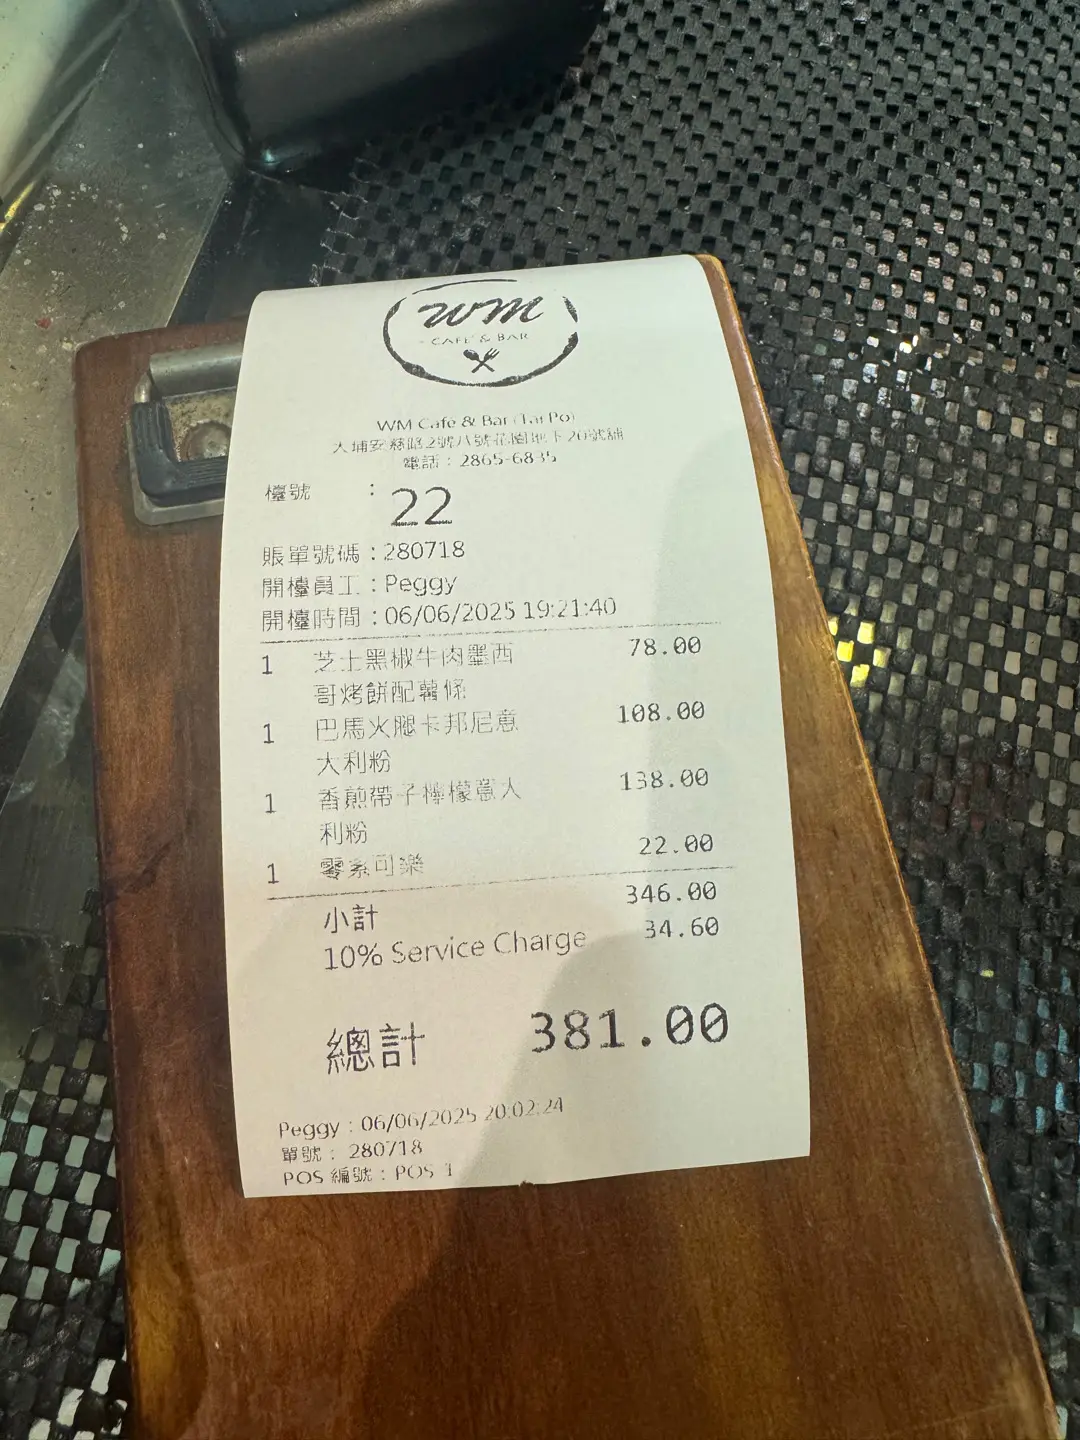 WM
CAFE & BAR
WM Café & Bar (Tai Po)
大埔安慈路2號八號花園地下20號舖
電話：2865-6835
檯號 ： 22
賬單號碼：280718
開檯員工：Peggy
開檯時間：06/06/2025 19:21:40
1 芝士黑椒牛肉墨西 78.00
哥烤餅配薯條
1 巴馬火腿卡邦尼意 108.00
大利粉
1 香煎帶子檸檬意大 138.00
利粉
1 零系可樂 22.00
小計 346.00
10% Service Charge 34.60
總計 381.00
Peggy : 06/06/2025 20:02:24
單號： 280718
POS 編號：POS 1